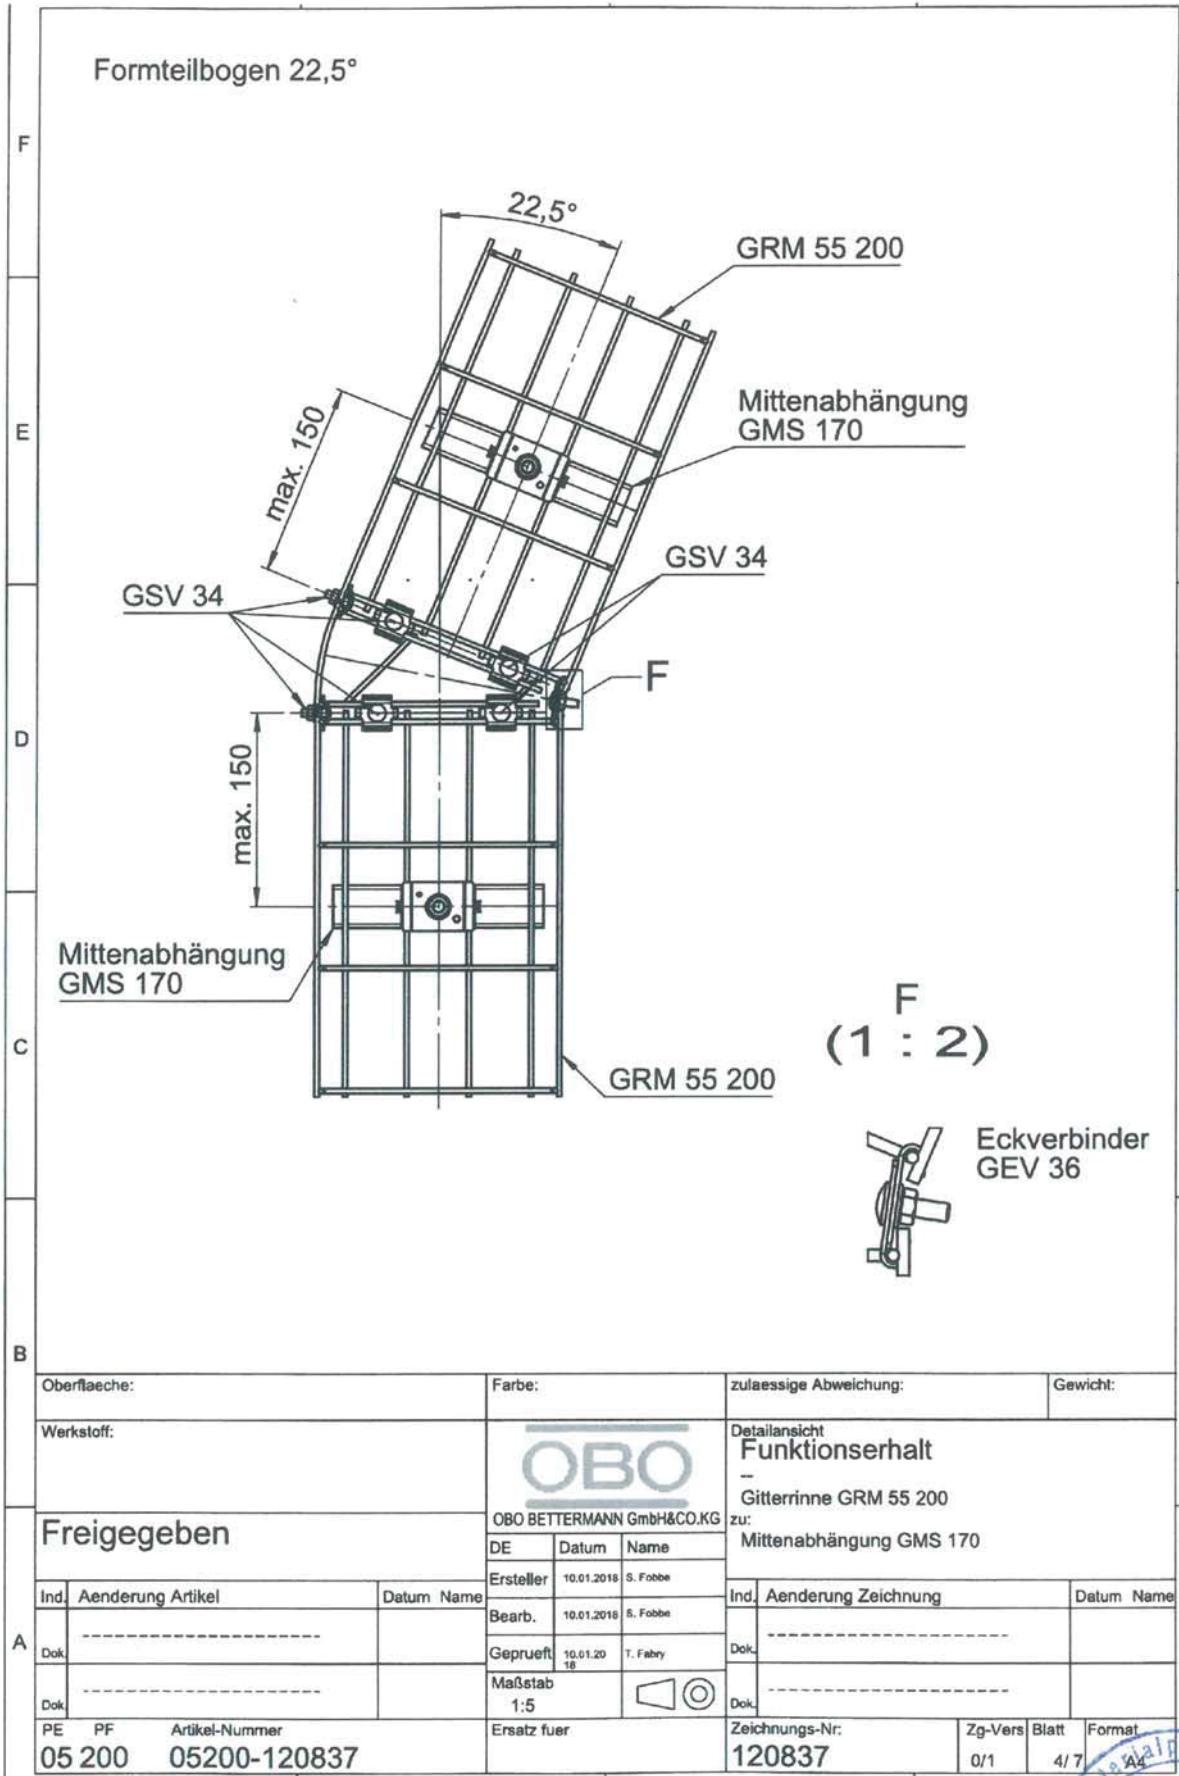 Formteilbogen 22,5°
F
22,5°
GRM 55 200
Mittenabhängung
GMS 170
E
max. 150
GSV 34
GSV 34
F
D
max. 150
Mittenabhängung
GMS 170
F
(1 : 2)
C
GRM 55 200
Eckverbinder
GEV 36
B
Oberflaeche:
Farbe:
zulaessige Abweichung:
Gewicht:
Werkstoff:
OBO
OBO BETTERMANN GmbH&CO.KG
Detailansicht
Funktionserhalt
--
Gitterrinne GRM 55 200
zu:
Mittenabhängung GMS 170
Freigegeben
DE Datum Name
Ersteller 10.01.2018 S. Fobbe
Bearb. 10.01.2018 S. Fobbe
Geprueft 10.01.20 T. Fabry
18
Maßstab
1:5
Ind. Aenderung Artikel Datum Name
Dok.
Dok.
Ind. Aenderung Zeichnung Datum Name
Dok.
Dok.
A
PE PF Artikel-Nummer
05 200 05200-120837
Ersatz fuer
Zeichnungs-Nr:
120837
Zg-Vers
0/1
Blatt
4/ 7
Format
A4